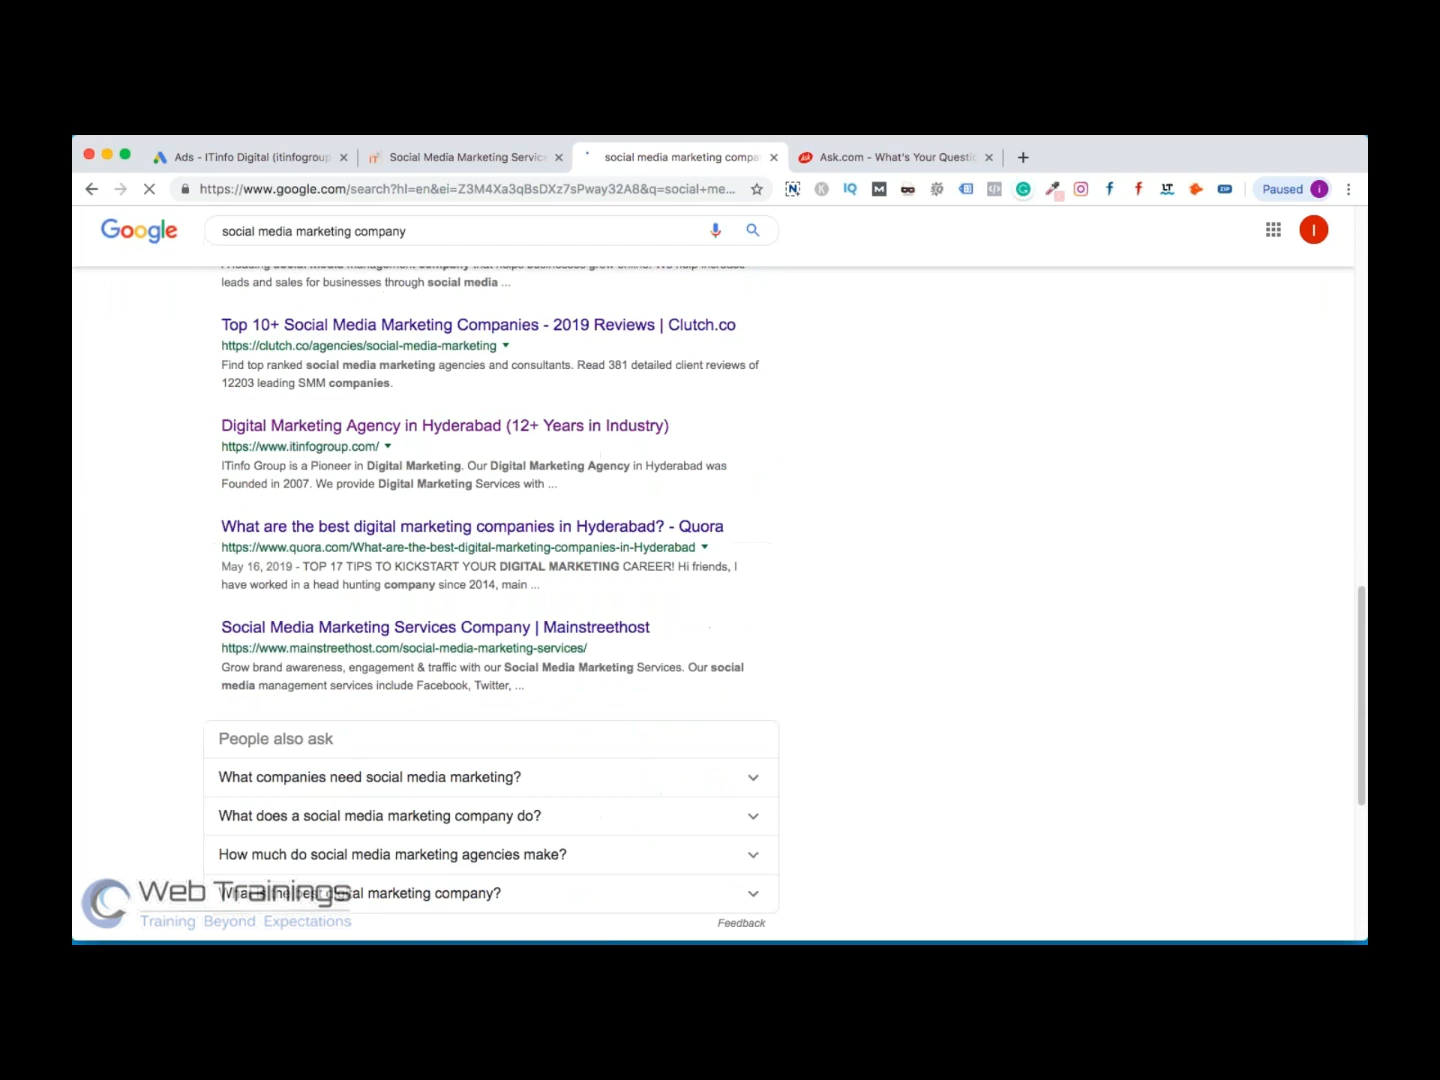 Ads - ITinfo Digital (itinfogroup
Social Media Marketing Service
social media marketing compa
Ask.com - What's Your Questic
https://www.google.com/search?hl=en&ei=Z3M4Xa3qBsDXz7sPway32A8&q=social+me...
Paused
Google
social media marketing company
leads and sales for businesses through social media ...
Top 10+ Social Media Marketing Companies - 2019 Reviews | Clutch.co
https://clutch.co/agencies/social-media-marketing
Find top ranked social media marketing agencies and consultants. Read 381 detailed client reviews of
12203 leading SMM companies.
Digital Marketing Agency in Hyderabad (12+ Years in Industry)
https://www.itinfogroup.com/
ITinfo Group is a Pioneer in Digital Marketing. Our Digital Marketing Agency in Hyderabad was
Founded in 2007. We provide Digital Marketing Services with ...
What are the best digital marketing companies in Hyderabad? - Quora
https://www.quora.com/What-are-the-best-digital-marketing-companies-in-Hyderabad
May 16, 2019 - TOP 17 TIPS TO KICKSTART YOUR DIGITAL MARKETING CAREER! Hi friends, I
have worked in a head hunting company since 2014, main ...
Social Media Marketing Services Company | Mainstreethost
https://www.mainstreethost.com/social-media-marketing-services/
Grow brand awareness, engagement & traffic with our Social Media Marketing Services. Our social
media management services include Facebook, Twitter, ...
People also ask
What companies need social media marketing?
What does a social media marketing company do?
How much do social media marketing agencies make?
What is the best digital marketing company?
Web Trainings
Training Beyond Expectations
Feedback